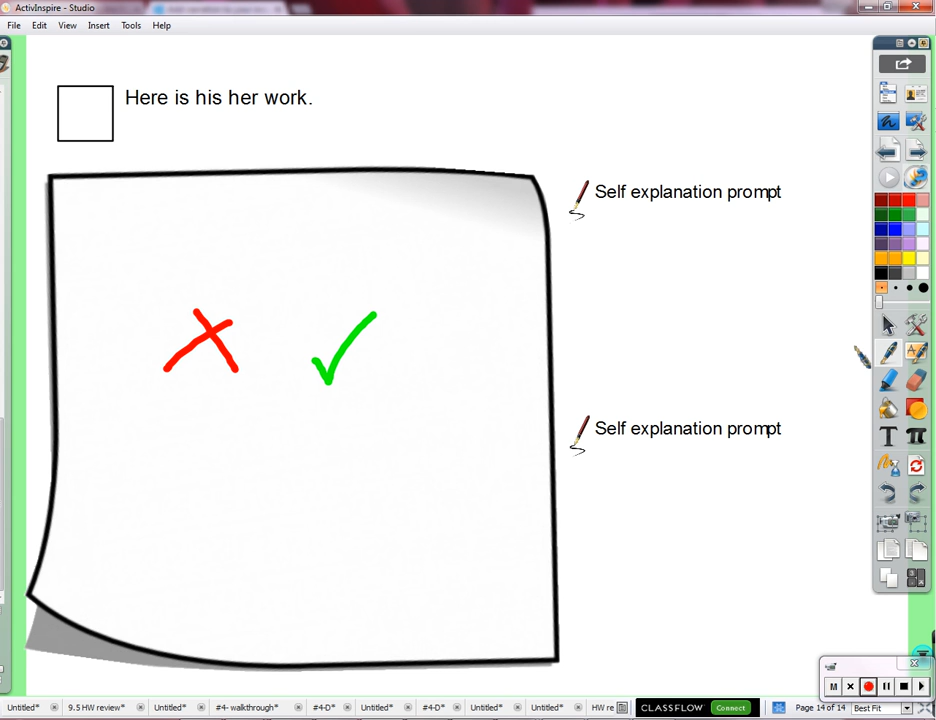 ActivInspire - Studio
File Edit View Insert Tools Help
Here is his her work.
Self explanation prompt
Self explanation prompt
T π
M
Untitled* 9.5 HW review* Untitled* #4- walkthrough* #4-D* Untitled* #4-D* Untitled* Untitled* HW re CLASSFLOW Connect Page 14 of 14 Best Fit